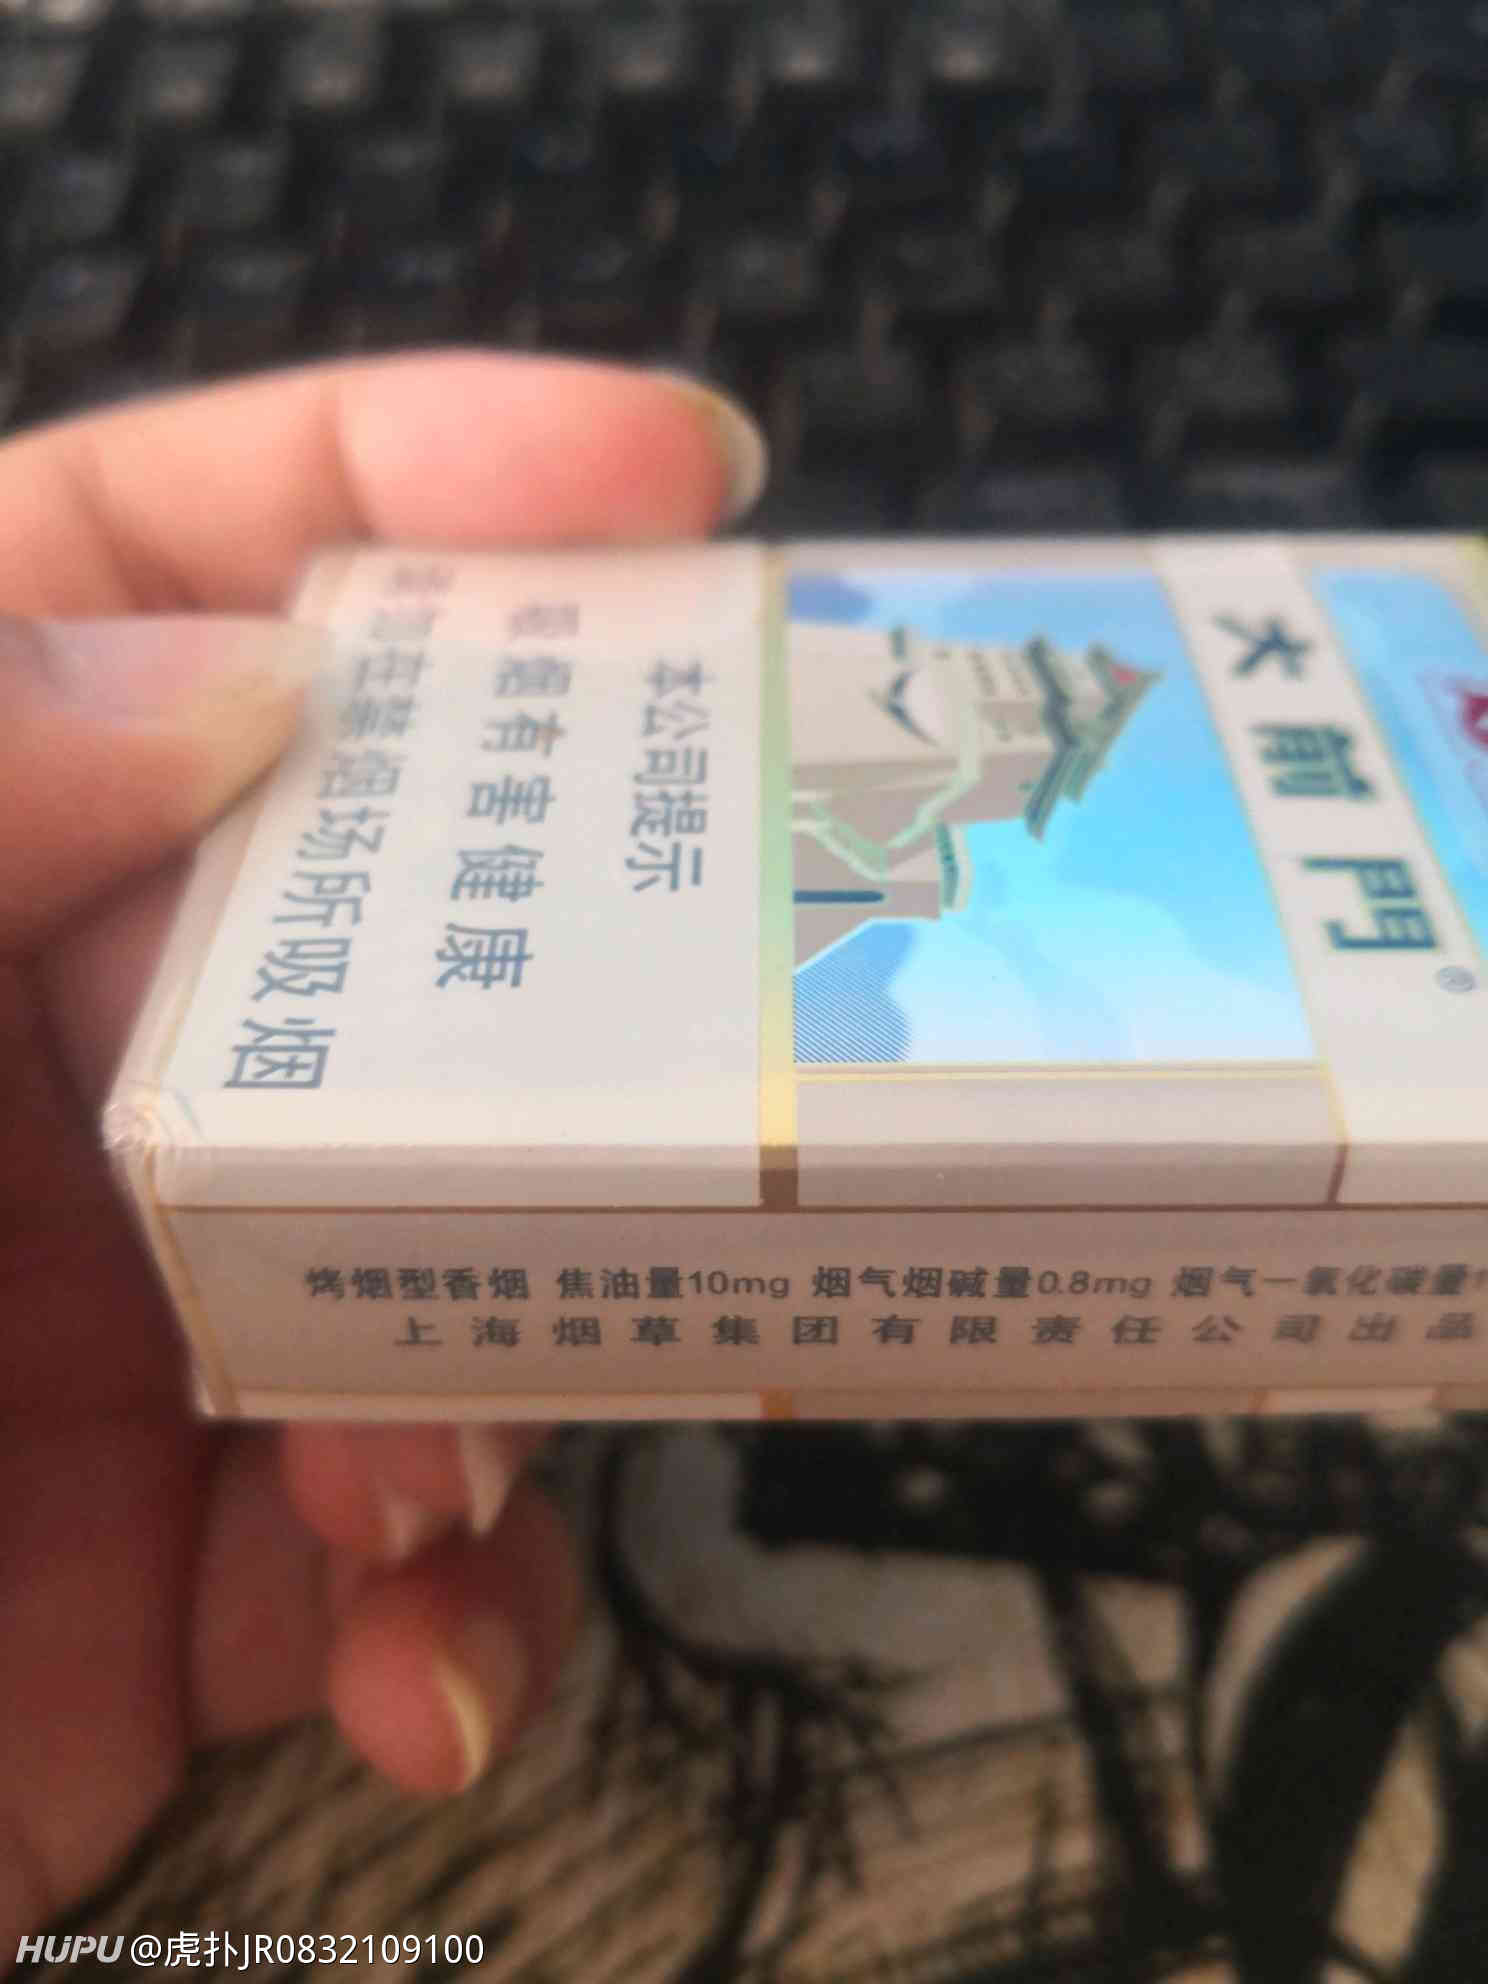 本公司提示
吸烟有害健康
请勿在禁烟场所吸烟
大前門®
烤烟型香烟 焦油量10mg 烟气烟碱量0.8mg 烟气一氧化碳量1
上海烟草集团有限责任公司出品
HUPU @虎扑JR0832109100